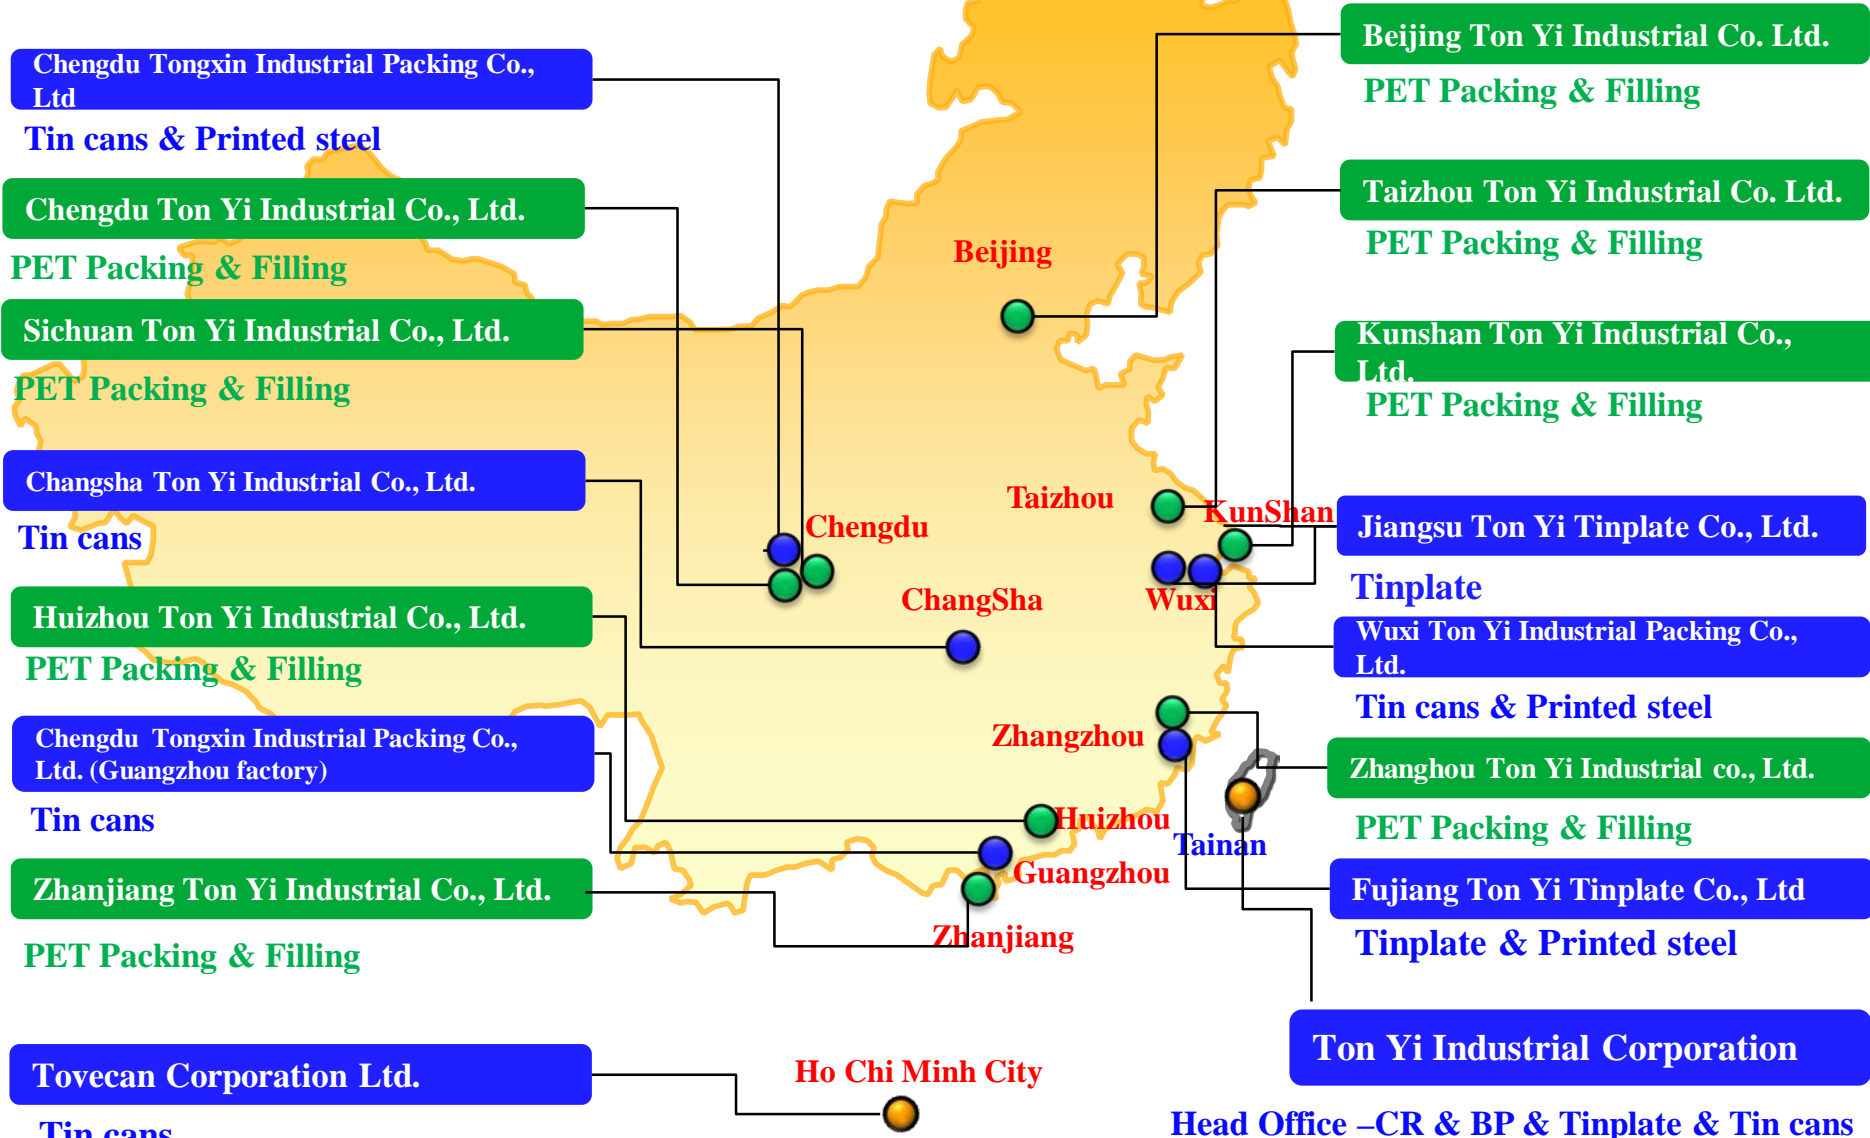 Chengdu Tongxin Industrial Packing Co.,
Ltd
Tin cans & Printed steel
Chengdu Ton Yi Industrial Co., Ltd.
PET Packing & Filling
Sichuan Ton Yi Industrial Co., Ltd.
PET Packing & Filling
Changsha Ton Yi Industrial Co., Ltd.
Tin cans
Huizhou Ton Yi Industrial Co., Ltd.
PET Packing & Filling
Chengdu Tongxin Industrial Packing Co.,
Ltd. (Guangzhou factory)
Tin cans
Zhanjiang Ton Yi Industrial Co., Ltd.
PET Packing & Filling
Tovecan Corporation Ltd.
Tin cans
Beijing
Taizhou
KunShan
Chengdu
ChangSha
Wuxi
Zhangzhou
Huizhou
Tainan
Guangzhou
Zhanjiang
Ho Chi Minh City
Beijing Ton Yi Industrial Co. Ltd.
PET Packing & Filling
Taizhou Ton Yi Industrial Co. Ltd.
PET Packing & Filling
Kunshan Ton Yi Industrial Co.,
Ltd.
PET Packing & Filling
Jiangsu Ton Yi Tinplate Co., Ltd.
Tinplate
Wuxi Ton Yi Industrial Packing Co.,
Ltd.
Tin cans & Printed steel
Zhanghou Ton Yi Industrial co., Ltd.
PET Packing & Filling
Fujiang Ton Yi Tinplate Co., Ltd
Tinplate & Printed steel
Ton Yi Industrial Corporation
Head Office –CR & BP & Tinplate & Tin cans